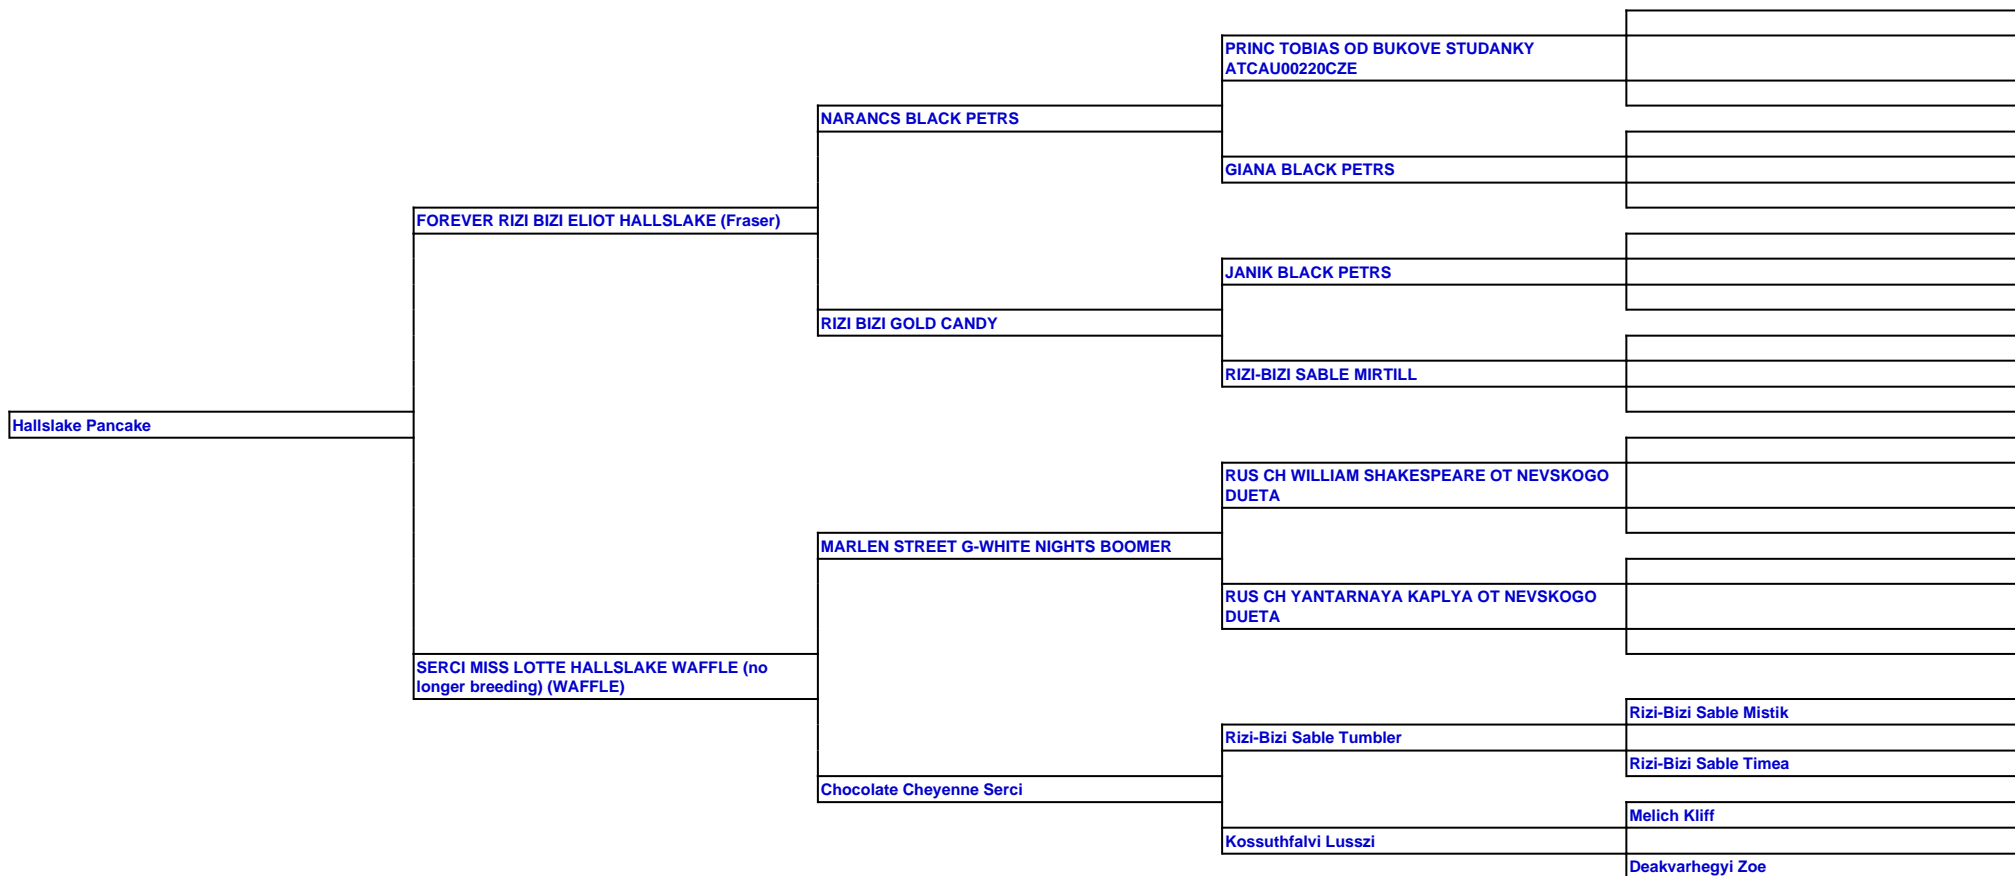 PRINC TOBIAS OD BUKOVE STUDANKY
ATCAU00220CZE
NARANCS BLACK PETRS
GIANA BLACK PETRS
FOREVER RIZI BIZI ELIOT HALLSLAKE (Fraser)
JANIK BLACK PETRS
RIZI BIZI GOLD CANDY
RIZI-BIZI SABLE MIRTILL
Hallslake Pancake
RUS CH WILLIAM SHAKESPEARE OT NEVSKOGO
DUETA
MARLEN STREET G-WHITE NIGHTS BOOMER
RUS CH YANTARNAYA KAPLYA OT NEVSKOGO
DUETA
SERCI MISS LOTTE HALLSLAKE WAFFLE (no
longer breeding) (WAFFLE)
Rizi-Bizi Sable Mistik
Rizi-Bizi Sable Tumbler
Rizi-Bizi Sable Timea
Chocolate Cheyenne Serci
Melich Kliff
Kossuthfalvi Lusszi
Deakvarhegyi Zoe